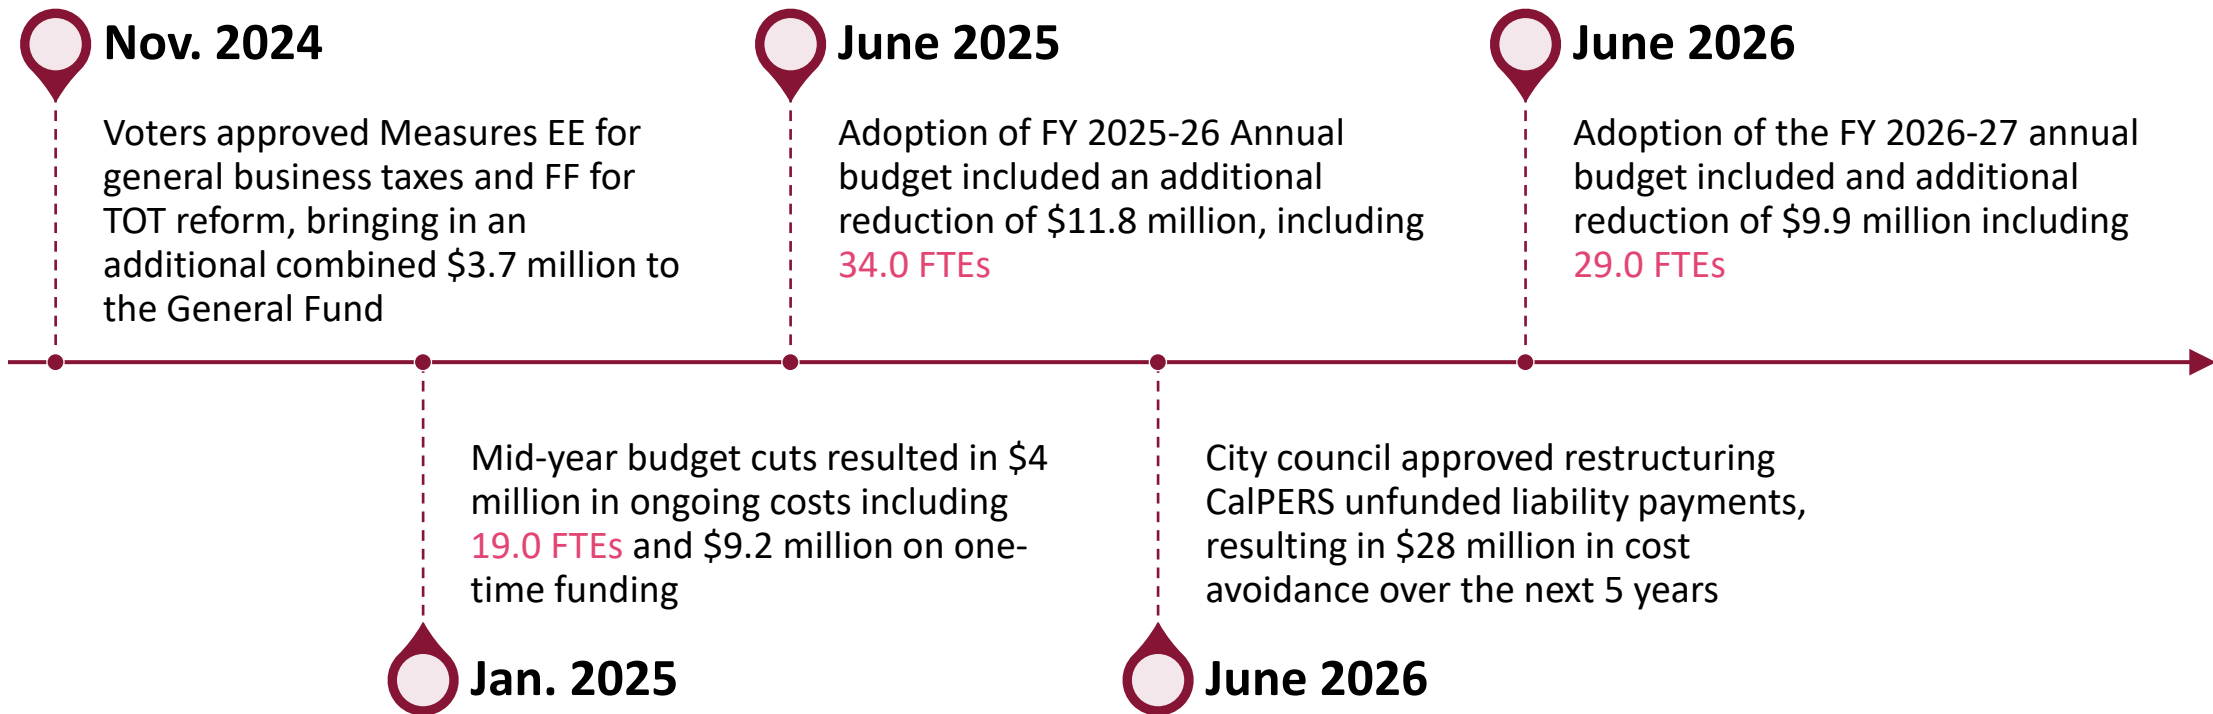 Nov. 2024
Voters approved Measures EE for
general business taxes and FF for
TOT reform, bringing in an
additional combined $3.7 million to
the General Fund
Mid-year budget cuts resulted in $4
million in ongoing costs including
19.0 FTEs and $9.2 million on one-
time funding
Jan. 2025
June 2025
Adoption of FY 2025-26 Annual
budget included an additional
reduction of $11.8 million, including
34.0 FTEs
City council approved restructuring
CalPERS unfunded liability payments,
resulting in $28 million in cost
avoidance over the next 5 years
June 2026
June 2026
Adoption of the FY 2026-27 annual
budget included and additional
reduction of $9.9 million including
29.0 FTEs